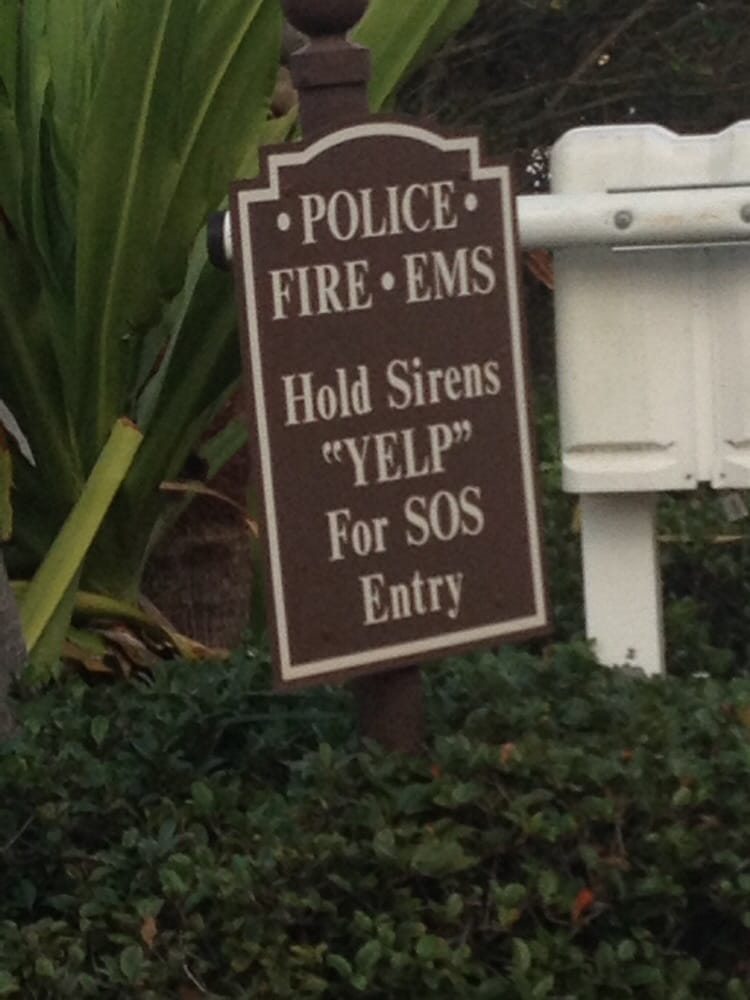 •POLICE•
FIRE•EMS
Hold Sirens
“YELP”
For SOS
Entry